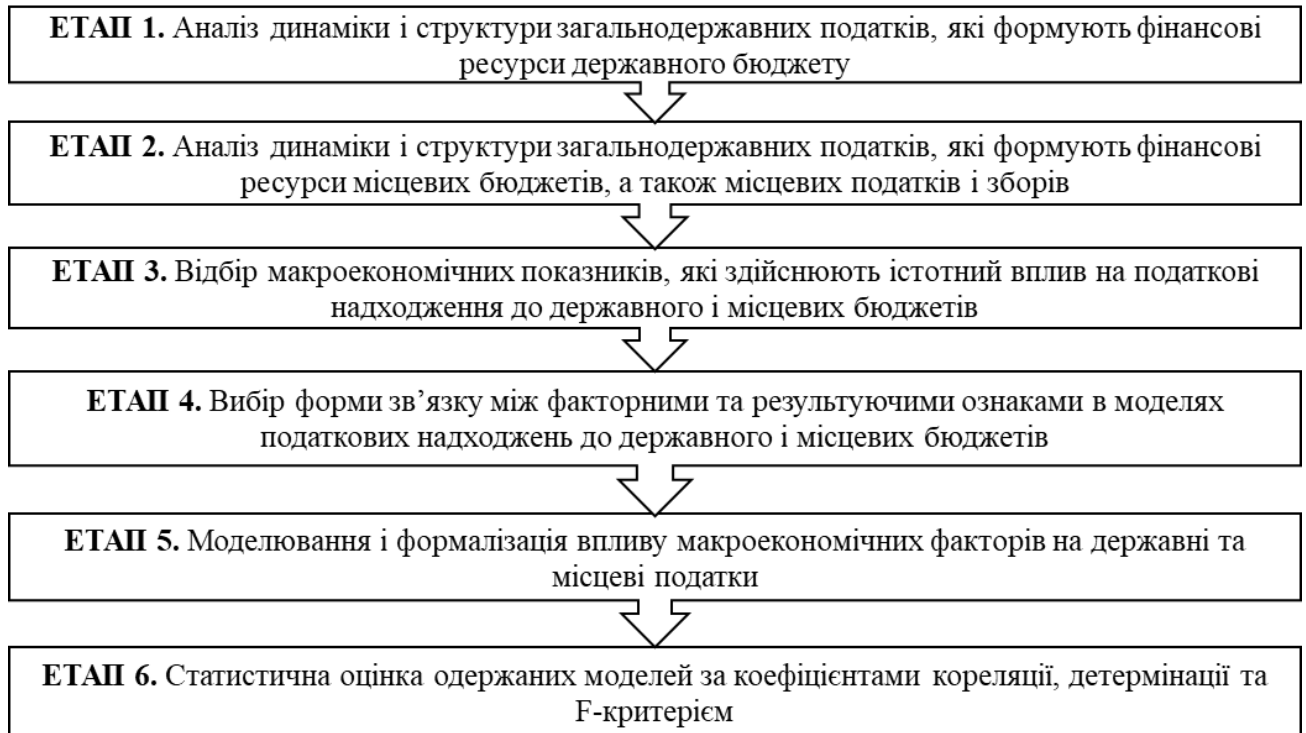 ЕТАП 1. Аналіз динаміки і структури загальнодержавних податків, які формують фінансові
ресурси державного бюджету
ЕТАП 2. Аналіз динаміки і структури загальнодержавних податків, які формують фінансові
ресурси місцевих бюджетів, а також місцевих податків і зборів
ЕТАП 3. Відбір макроекономічних показників, які здійснюють істотний вплив на податкові
надходження до державного і місцевих бюджетів
ЕТАП 4. Вибір форми зв’язку між факторними та результуючими ознаками в моделях
податкових надходжень до державного і місцевих бюджетів
ЕТАП 5. Моделювання і формалізація впливу макроекономічних факторів на державні та
місцеві податки
ЕТАП 6. Статистична оцінка одержаних моделей за коефіцієнтами кореляції, детермінації та
F-критерієм